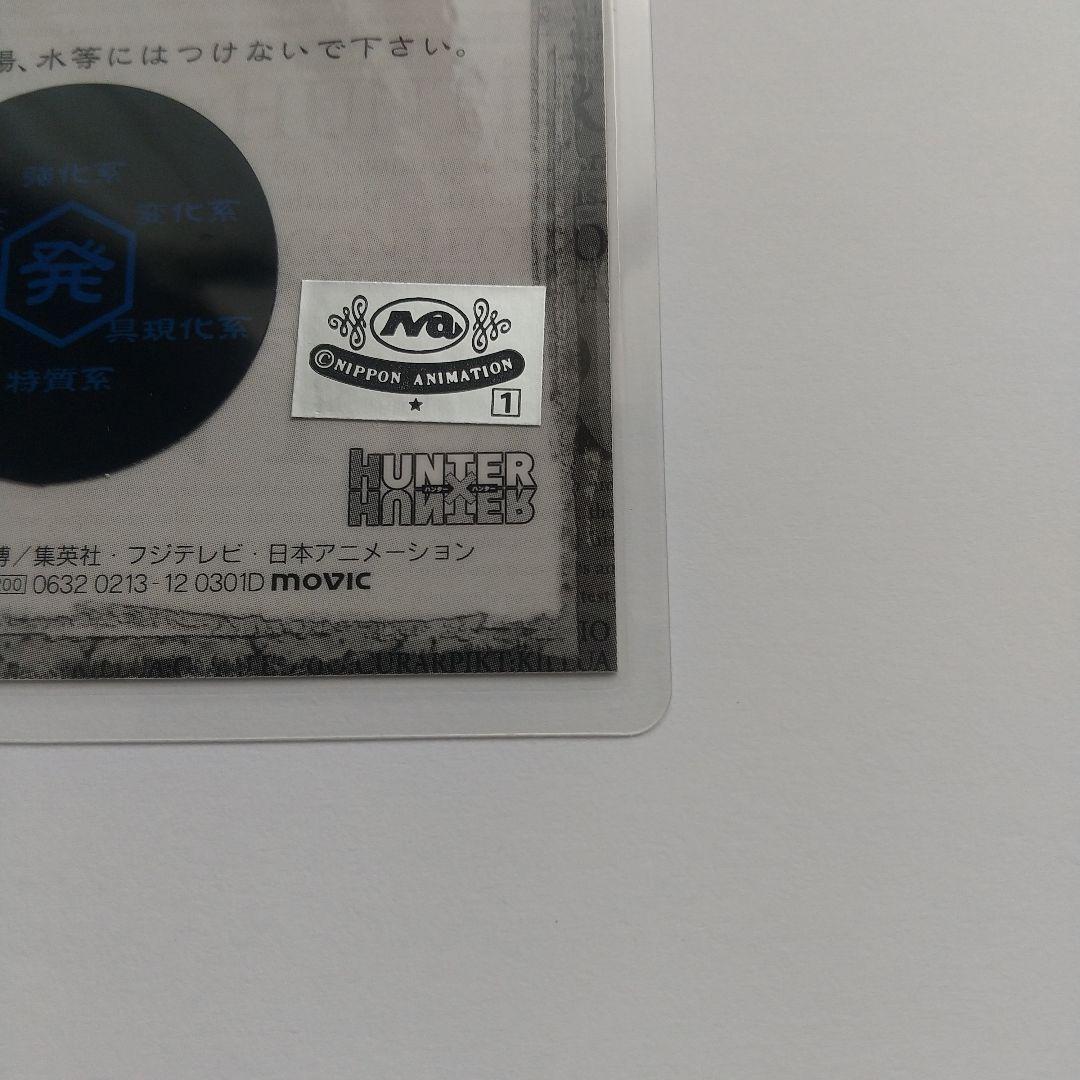 湯、水等にはつけないで下さい。
強化系
変化系
発
具現化系
特質系
Na
©NIPPON ANIMATION
★ 1
HUNTER
ハンター×ハンター
HUNTER
博/集英社・フジテレビ・日本アニメーション
200 0632 0213-12 0301D movic